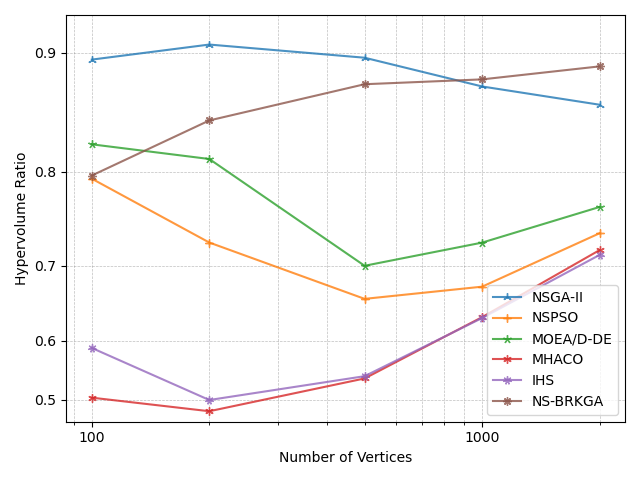 Hypervolume Ratio
0.9
0.8
0.7
0.6
0.5
100
1000
Number of Vertices
NSGA-II
NSPSO
MOEA/D-DE
MHACO
IHS
NS-BRKGA